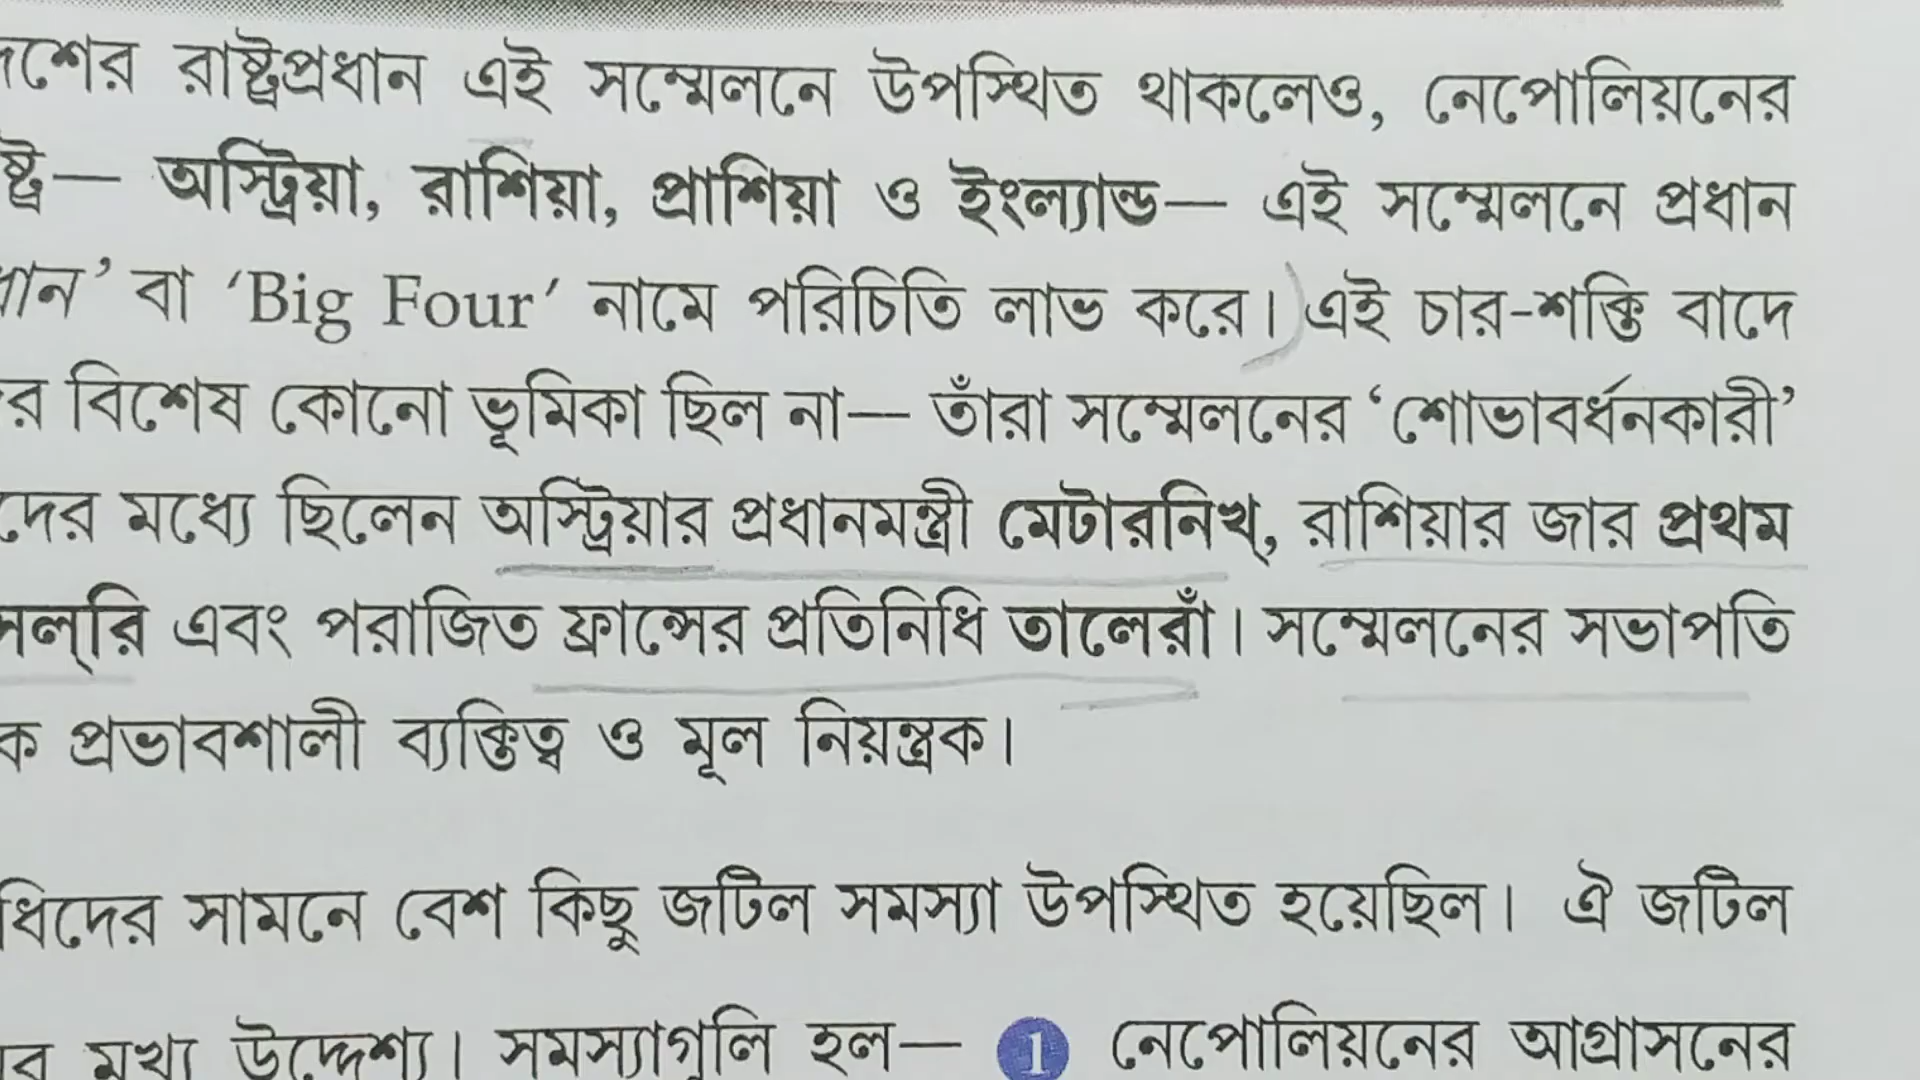 রাষ্ট্রপ্রধান এই সম্মেলনে উপস্থিত থাকলেও, নেপোলিয়নের
— অস্ট্রিয়া, রাশিয়া, প্রাশিয়া ও ইংল্যান্ড— এই সম্মেলনে প্রধান
বা ‘Big Four’ নামে পরিচিতি লাভ করে। এই চার-শক্তি বাদে
র বিশেষ কোনো ভূমিকা ছিল না— তাঁরা সম্মেলনের ‘শোভাবর্ধনকারী’
দের মধ্যে ছিলেন অস্ট্রিয়ার প্রধানমন্ত্রী মেটারনিখ্, রাশিয়ার জার প্রথম
সল্‌রি এবং পরাজিত ফ্রান্সের প্রতিনিধি তালেরাঁ। সম্মেলনের সভাপতি
ক প্রভাবশালী ব্যক্তিত্ব ও মূল নিয়ন্ত্রক।
ধিদের সামনে বেশ কিছু জটিল সমস্যা উপস্থিত হয়েছিল। ঐ জটিল
র মুখ্য উদ্দেশ্য। সমস্যাগুলি হল— 1 নেপোলিয়নের আগ্রাসনের